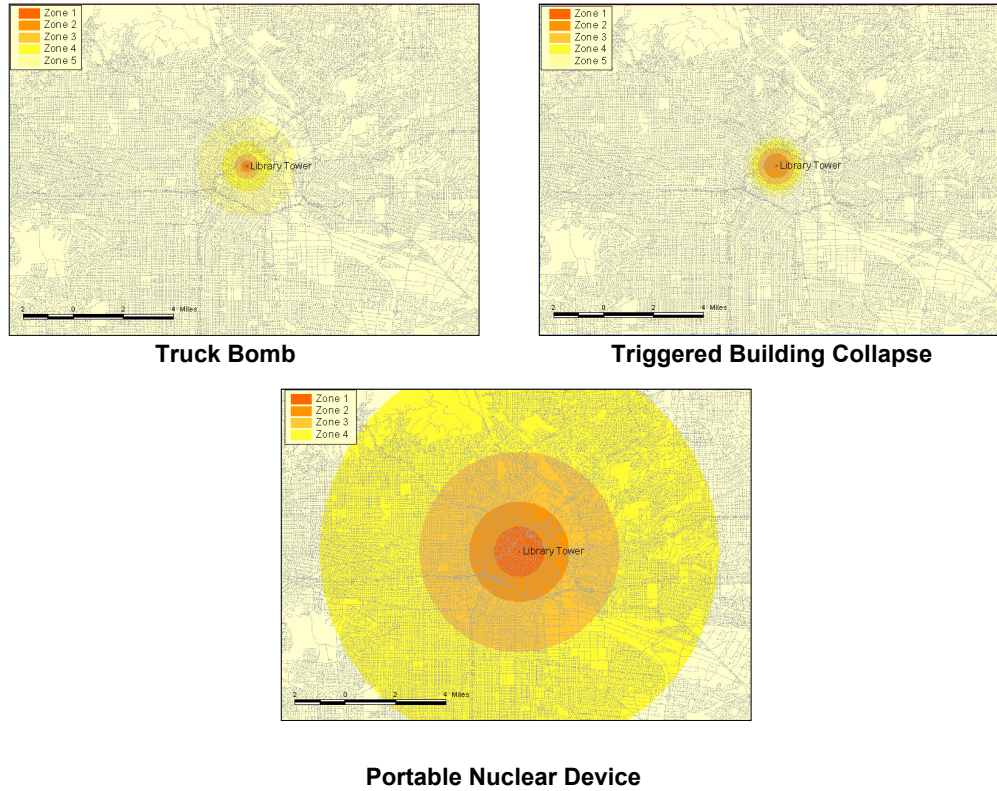 Zone 1
Zone 2
Zone 3
Zone 4
Zone 5
Library Tower
2 0 2 4 Miles
Truck Bomb
Zone 1
Zone 2
Zone 3
Zone 4
Zone 5
Library Tower
2 0 2 4 Miles
Triggered Building Collapse
Zone 1
Zone 2
Zone 3
Zone 4
Library Tower
2 0 2 4 Miles
Portable Nuclear Device